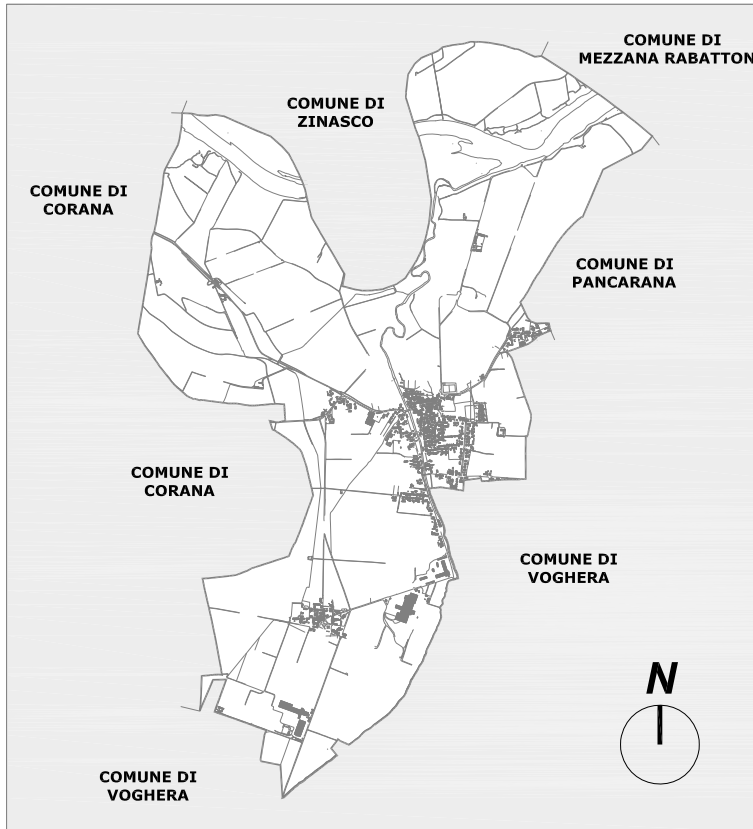 COMUNE DI
MEZZANA RABATTON
COMUNE DI
ZINASCO
COMUNE DI
CORANA
COMUNE DI
PANCARANA
COMUNE DI
CORANA
COMUNE DI
VOGHERA
N
COMUNE DI
VOGHERA